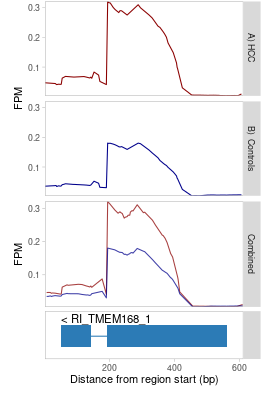 0.3
0.2
0.1
FPM
A) HCC
0.3
0.2
0.1
B) Controls
0.3
0.2
0.1
FPM
Combined
< RI_TMEM168_1
200
400
600
Distance from region start (bp)